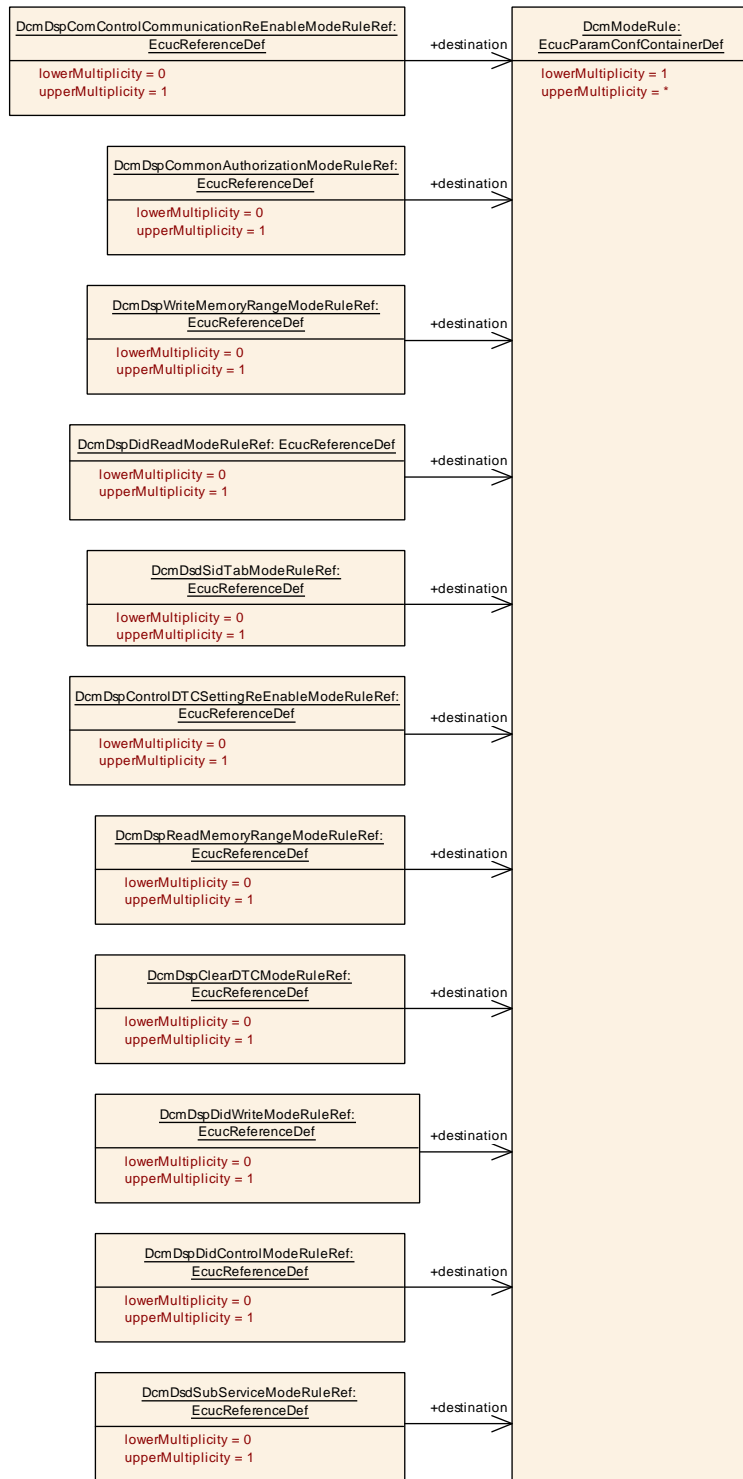 DcmDspComControlCommunicationReEnableModeRuleRef:
EcucReferenceDef
lowerMultiplicity = 0
upperMultiplicity = 1
+destination
DcmModeRule:
EcucParamConfContainerDef
lowerMultiplicity = 1
upperMultiplicity = *
DcmDspCommonAuthorizationModeRuleRef:
EcucReferenceDef
lowerMultiplicity = 0
upperMultiplicity = 1
+destination
DcmDspWriteMemoryRangeModeRuleRef:
EcucReferenceDef
lowerMultiplicity = 0
upperMultiplicity = 1
+destination
DcmDspDidReadModeRuleRef: EcucReferenceDef
lowerMultiplicity = 0
upperMultiplicity = 1
+destination
DcmDsdSidTabModeRuleRef:
EcucReferenceDef
lowerMultiplicity = 0
upperMultiplicity = 1
+destination
DcmDspControlDTCSettingReEnableModeRuleRef:
EcucReferenceDef
lowerMultiplicity = 0
upperMultiplicity = 1
+destination
DcmDspReadMemoryRangeModeRuleRef:
EcucReferenceDef
lowerMultiplicity = 0
upperMultiplicity = 1
+destination
DcmDspClearDTCModeRuleRef:
EcucReferenceDef
lowerMultiplicity = 0
upperMultiplicity = 1
+destination
DcmDspDidWriteModeRuleRef:
EcucReferenceDef
lowerMultiplicity = 0
upperMultiplicity = 1
+destination
DcmDspDidControlModeRuleRef:
EcucReferenceDef
lowerMultiplicity = 0
upperMultiplicity = 1
+destination
DcmDsdSubServiceModeRuleRef:
EcucReferenceDef
lowerMultiplicity = 0
upperMultiplicity = 1
+destination